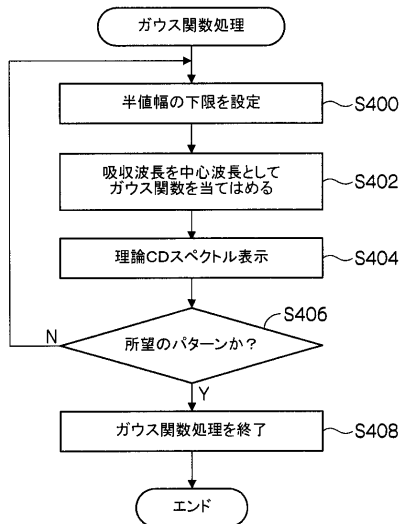 ガウス関数処理
半値幅の下限を設定
S400
吸収波長を中心波長として
ガウス関数を当てはめる
S402
理論CDスペクトル表示
S404
S406
所望のパターンか?
N
Y
ガウス関数処理を終了
S408
エンド